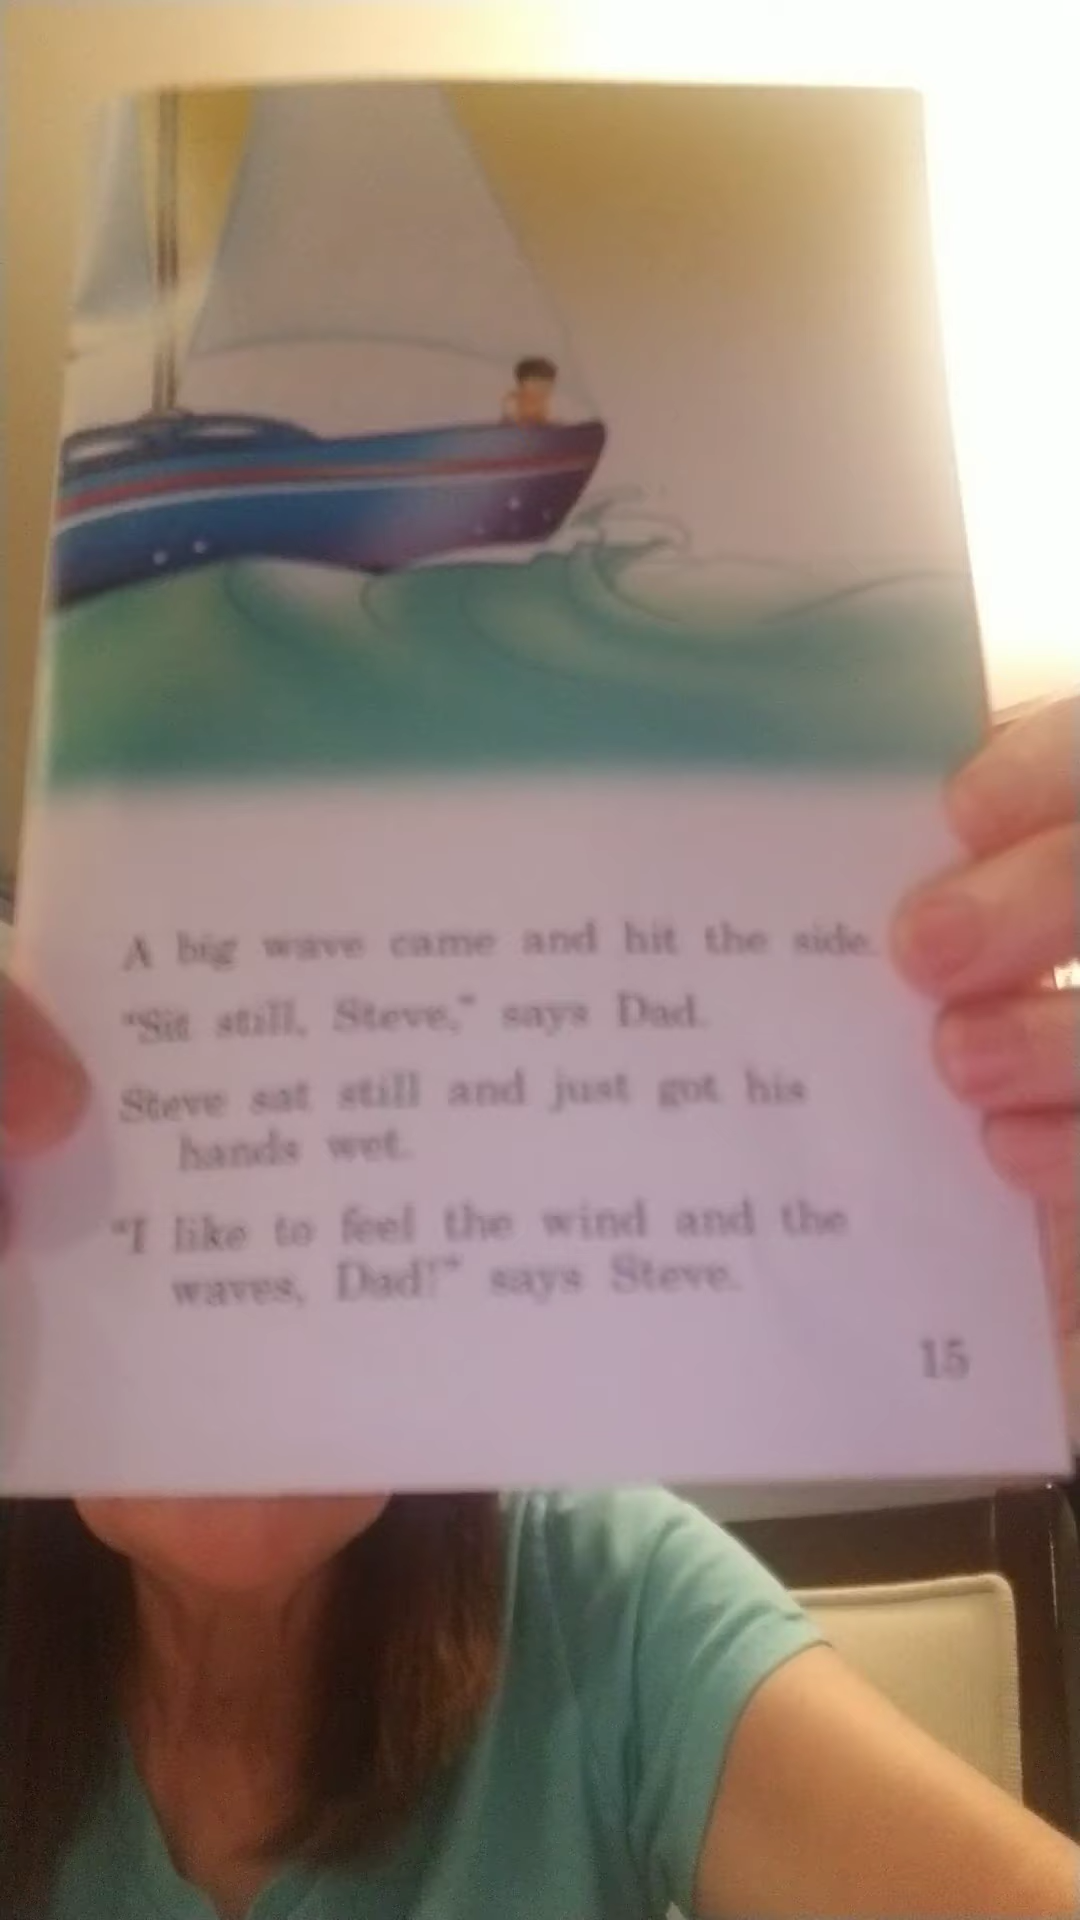 A big wave came and hit the side.
"Sit still, Steve," says Dad.
Steve sat still and just got his
hands wet.
"I like to feel the wind and the
waves, Dad!" says Steve.
15